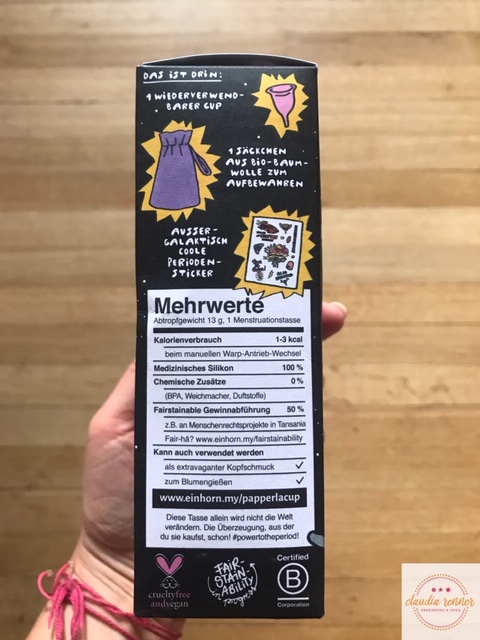 DAS IST DRIN:
1 WIEDERVERWEND-
BARER CUP
1 SÄCKCHEN
AUS BIO-BAUM-
WOLLE ZUM
AUFBEWAHREN
AUSSER-
GALAKTISCH
COOLE
PERIODEN-
STICKER
Mehrwerte
Abtropfgewicht 13 g, 1 Menstruationstasse
Kalorienverbrauch 1-3 kcal
beim manuellen Warp-Antrieb-Wechsel
Medizinisches Silikon 100 %
Chemische Zusätze 0 %
(BPA, Weichmacher, Duftstoffe)
Fairstainable Gewinnabführung 50 %
z.B. an Menschenrechtsprojekte in Tansania
Fair-hä? www.einhorn.my/fairstainability
Kann auch verwendet werden
als extravaganter Kopfschmuck ✓
zum Blumengießen ✓
www.einhorn.my/papperlacup
Diese Tasse allein wird nicht die Welt
verändern. Die Überzeugung, aus der
du sie kaufst, schon! #powertotheperiod!
crueltyfree
andvegan
FAIR
STAIN-
ABILITY
Certified
B
Corporation
claudia renner